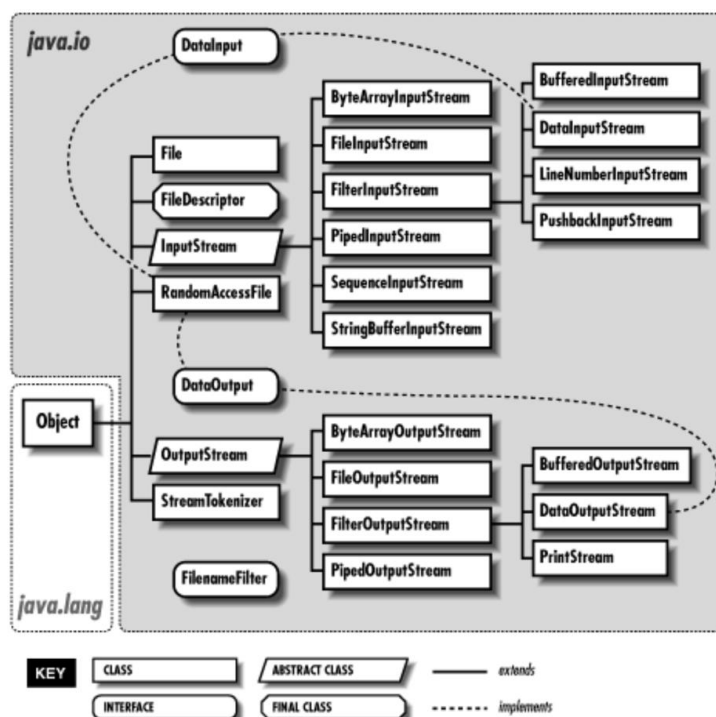 java.io
DataInput
File
FileDescriptor
InputStream
RandomAccessFile
ByteArrayInputStream
FileInputStream
FilterInputStream
PipedInputStream
SequenceInputStream
StringBufferInputStream
BufferedInputStream
DataInputStream
LineNumberInputStream
PushbackInputStream
DataOutput
Object
OutputStream
StreamTokenizer
FilenameFilter
ByteArrayOutputStream
FileOutputStream
FilterOutputStream
PipedOutputStream
BufferedOutputStream
DataOutputStream
PrintStream
java.lang
KEY
CLASS
ABSTRACT CLASS
extends
INTERFACE
FINAL CLASS
implements